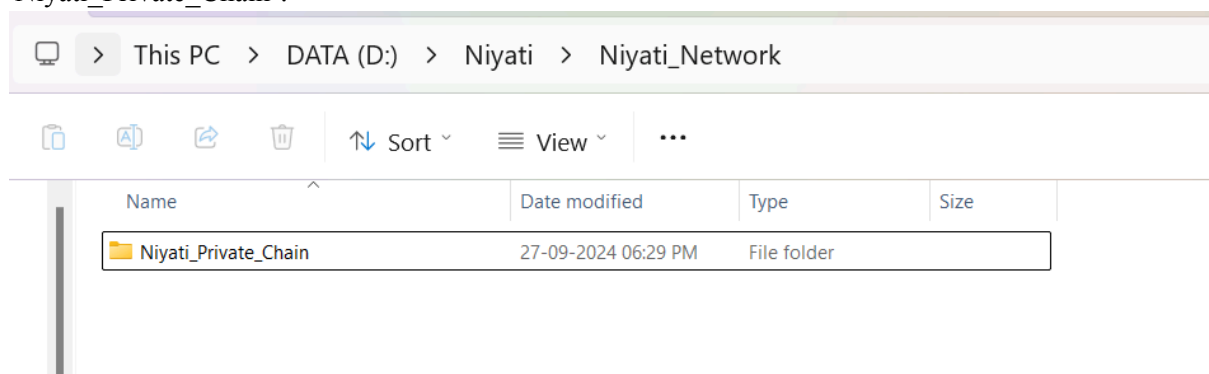 Niyati_Private_Chain .
> This PC > DATA (D:) > Niyati > Niyati_Network
Sort View ...
Name Date modified Type Size
Niyati_Private_Chain 27-09-2024 06:29 PM File folder